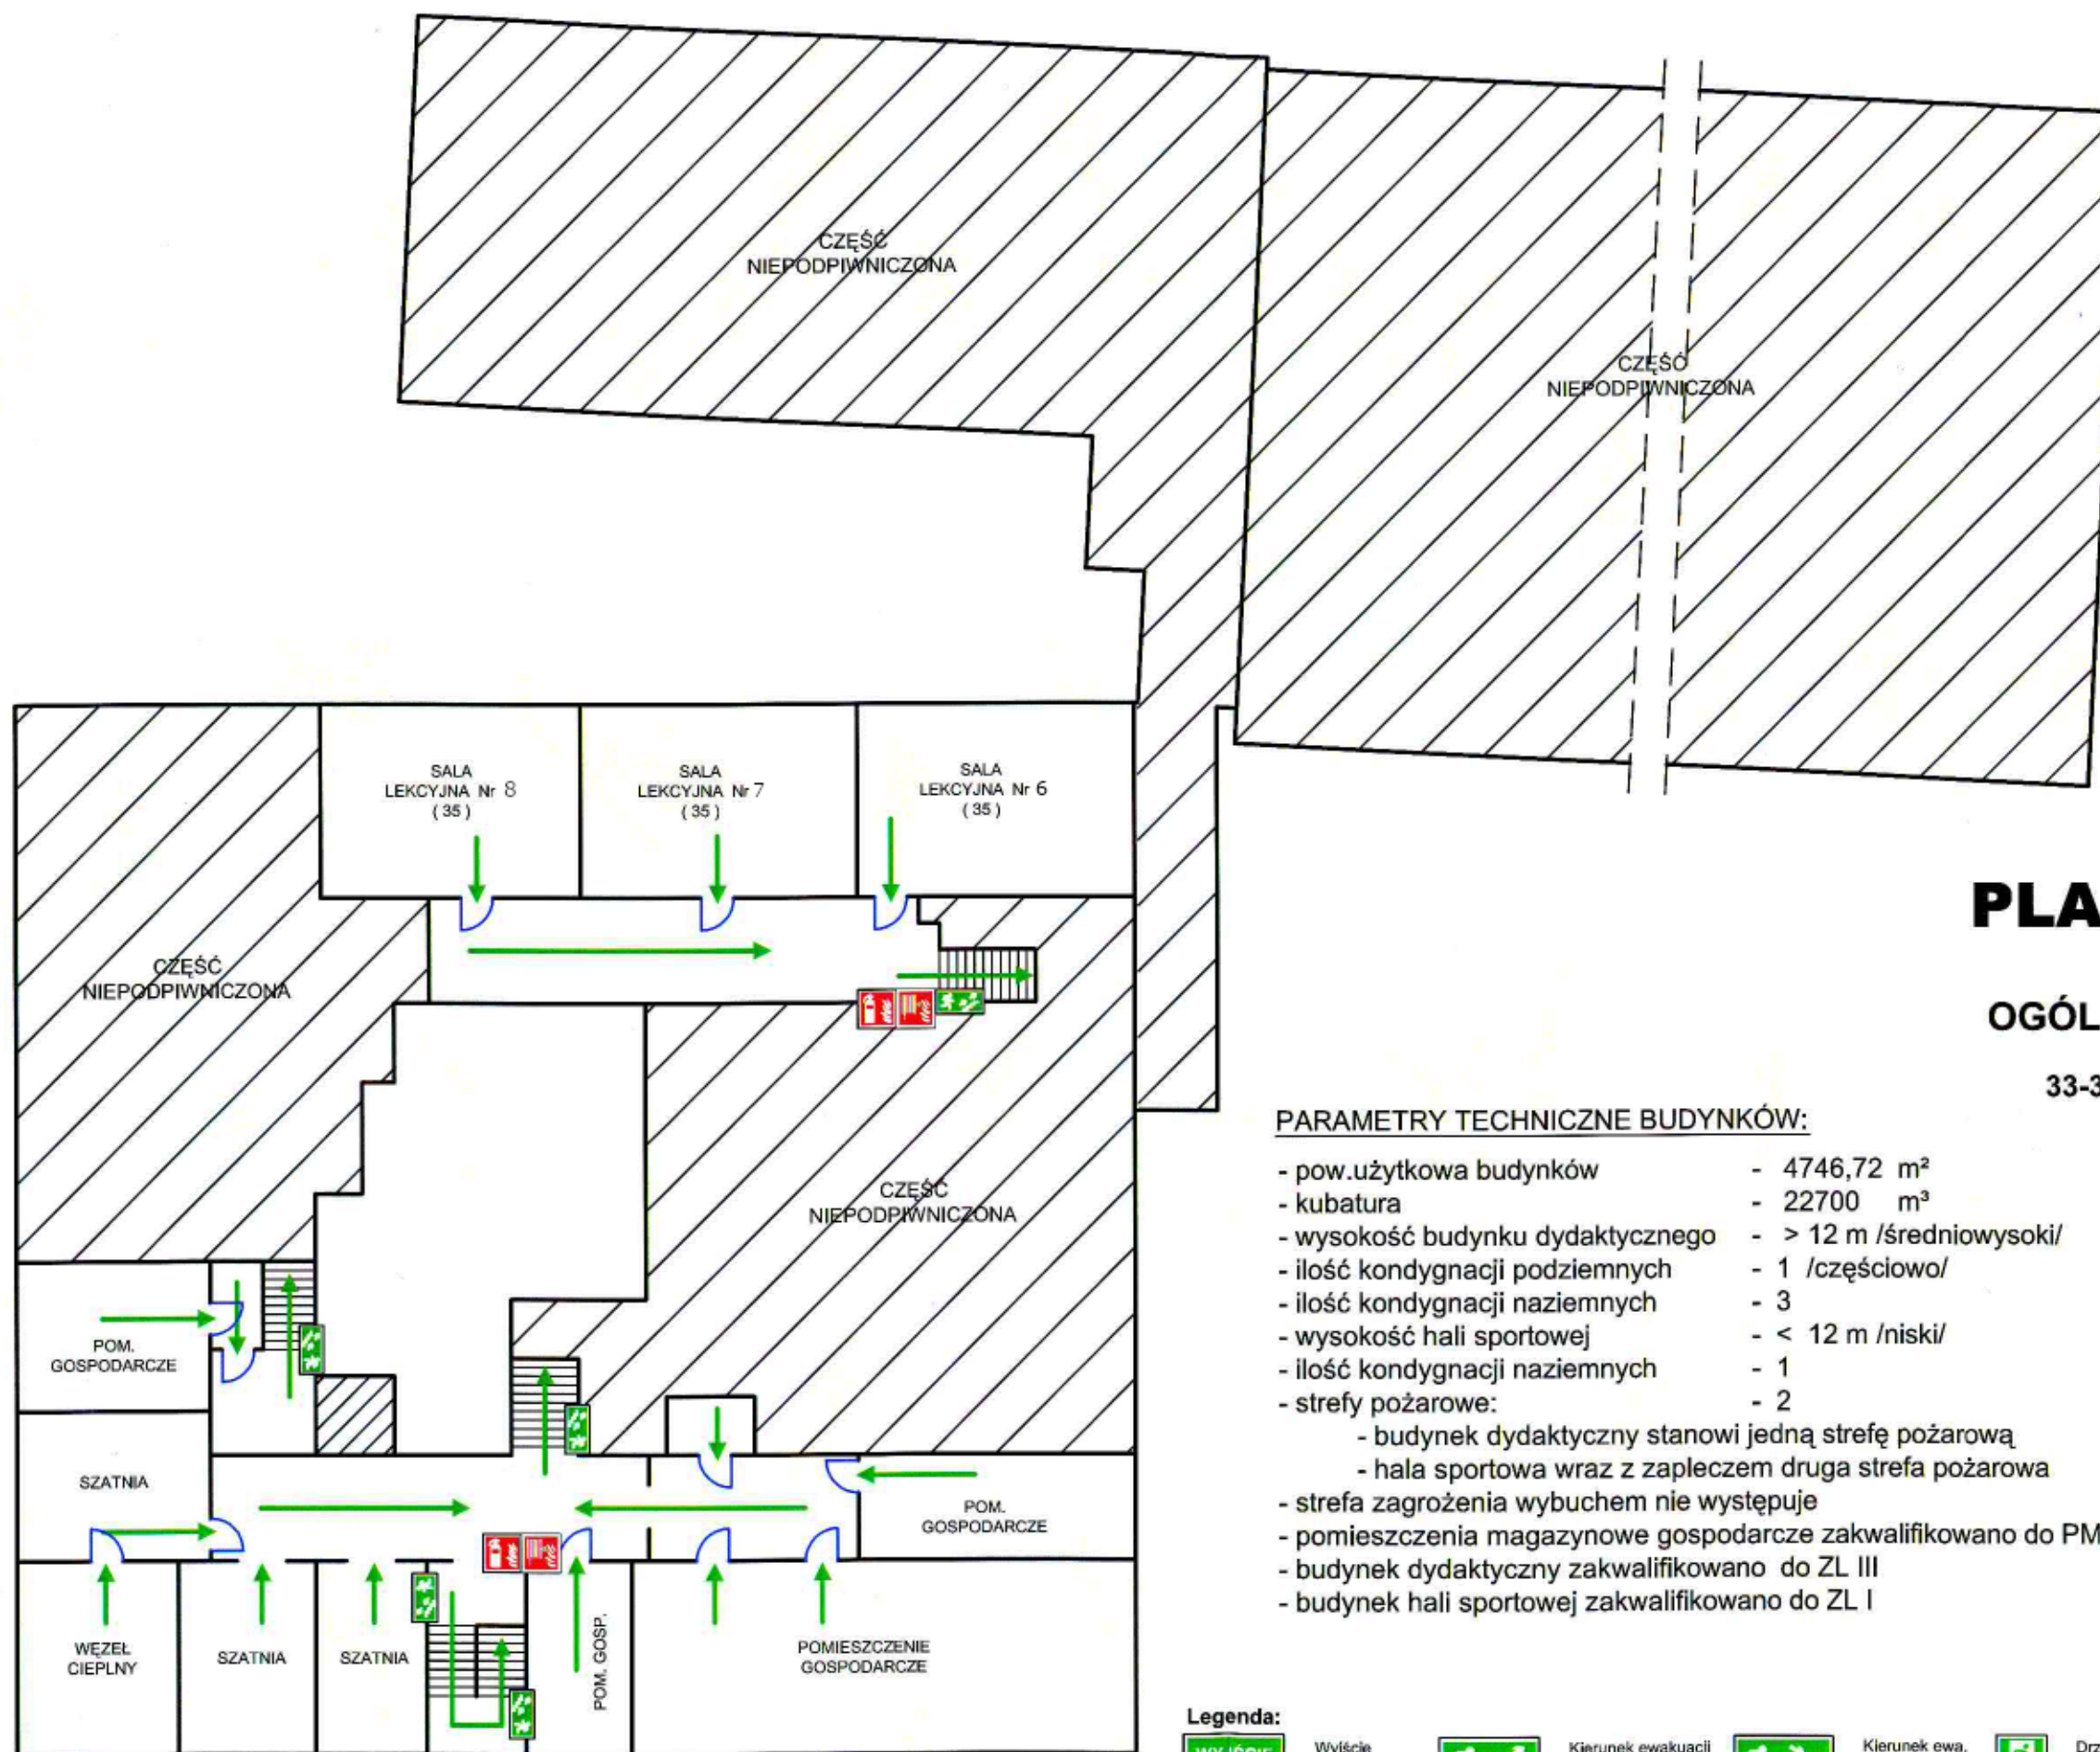 CZĘŚĆ
NIEPODPIWNICZONA
CZĘŚĆ
NIEPODPIWNICZONA
SALA
LEKCYJNA Nr 8
( 35 )
SALA
LEKCYJNA Nr 7
( 35 )
SALA
LEKCYJNA Nr 6
( 35 )
CZĘŚĆ
NIEPODPIWNICZONA
CZĘŚĆ
NIEPODPIWNICZONA
POM.
GOSPODARCZE
SZATNIA
POM.
GOSPODARCZE
WĘZEŁ
CIEPLNY
SZATNIA
SZATNIA
POM. GOSP.
POMIESZCZENIE
GOSPODARCZE
PLA
OGÓL
33-3
PARAMETRY TECHNICZNE BUDYNKÓW:
- pow.użytkowa budynków - 4746,72 m²
- kubatura - 22700 m³
- wysokość budynku dydaktycznego - > 12 m /średniowysoki/
- ilość kondygnacji podziemnych - 1 /częściowo/
- ilość kondygnacji naziemnych - 3
- wysokość hali sportowej - < 12 m /niski/
- ilość kondygnacji naziemnych - 1
- strefy pożarowe: - 2
- budynek dydaktyczny stanowi jedną strefę pożarową
- hala sportowa wraz z zapleczem druga strefa pożarowa
- strefa zagrożenia wybuchem nie występuje
- pomieszczenia magazynowe gospodarcze zakwalifikowano do PM
- budynek dydaktyczny zakwalifikowano do ZL III
- budynek hali sportowej zakwalifikowano do ZL I
Legenda:
WYJŚCIE Wyjście Kierunek ewakuacji Kierunek ewa. Drz